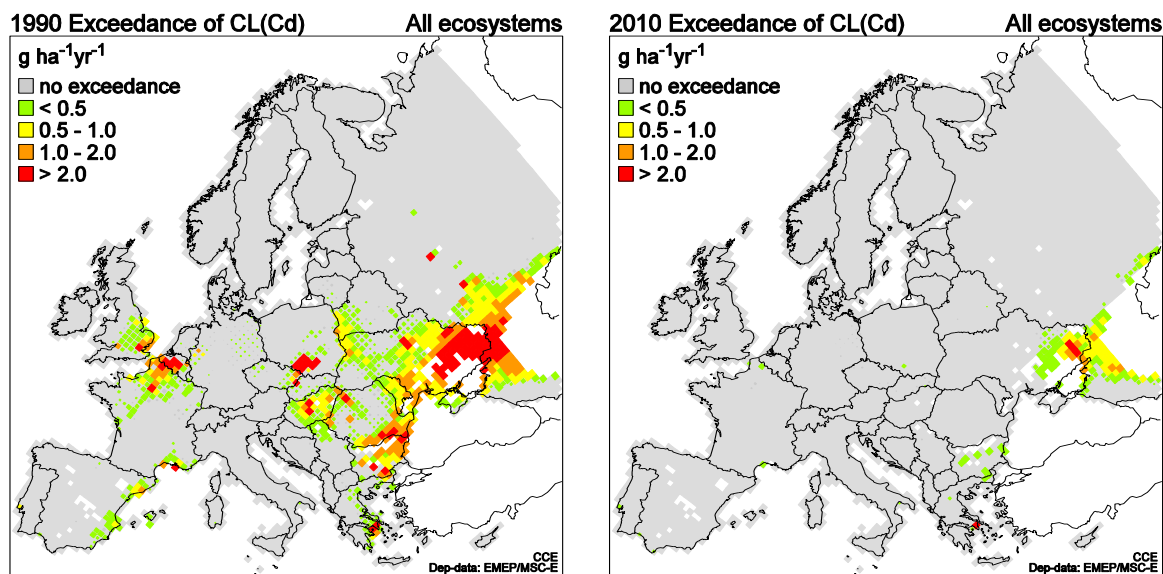 1990 Exceedance of CL(Cd) All ecosystems
g ha⁻¹yr⁻¹
no exceedance
< 0.5
0.5 - 1.0
1.0 - 2.0
> 2.0
CCE
Dep-data: EMEP/MSC-E
2010 Exceedance of CL(Cd) All ecosystems
g ha⁻¹yr⁻¹
no exceedance
< 0.5
0.5 - 1.0
1.0 - 2.0
> 2.0
CCE
Dep-data: EMEP/MSC-E